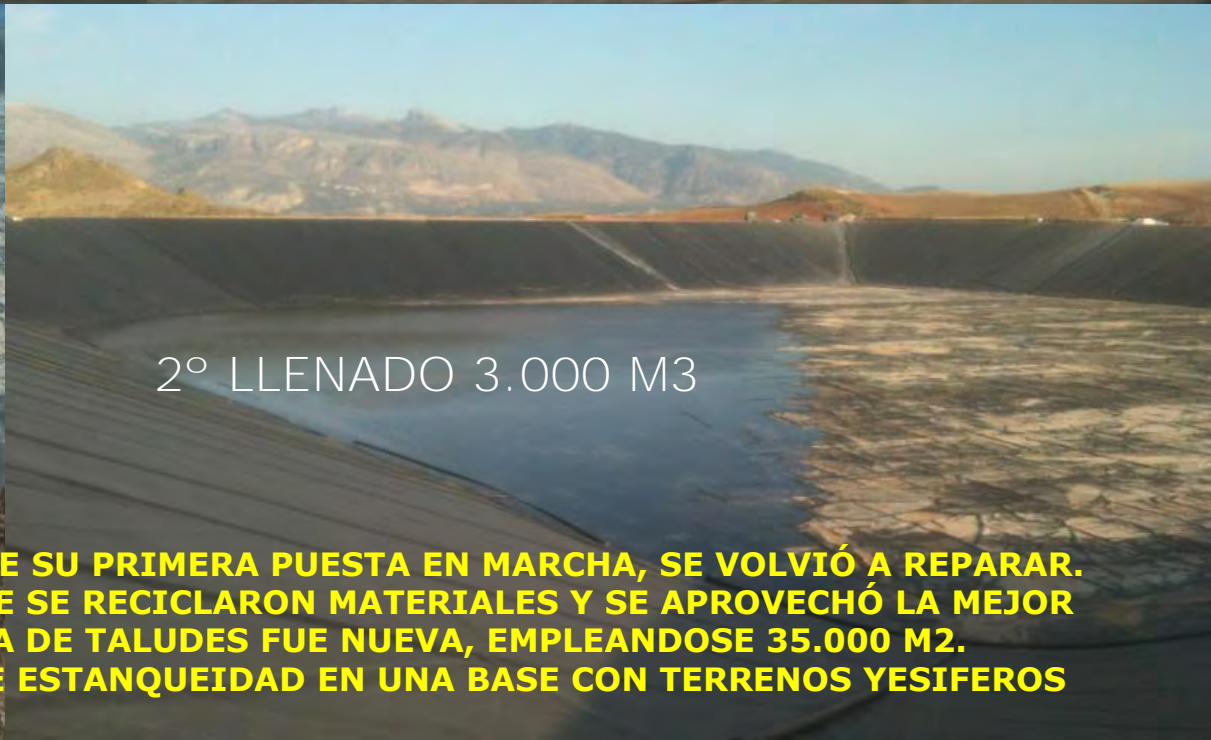 2º LLENADO 3.000 M3
E SU PRIMERA PUESTA EN MARCHA, SE VOLVIÓ A REPARAR.
E SE RECICLARON MATERIALES Y SE APROVECHÓ LA MEJOR
A DE TALUDES FUE NUEVA, EMPLEANDOSE 35.000 M2.
E ESTANQUEIDAD EN UNA BASE CON TERRENOS YESIFEROS